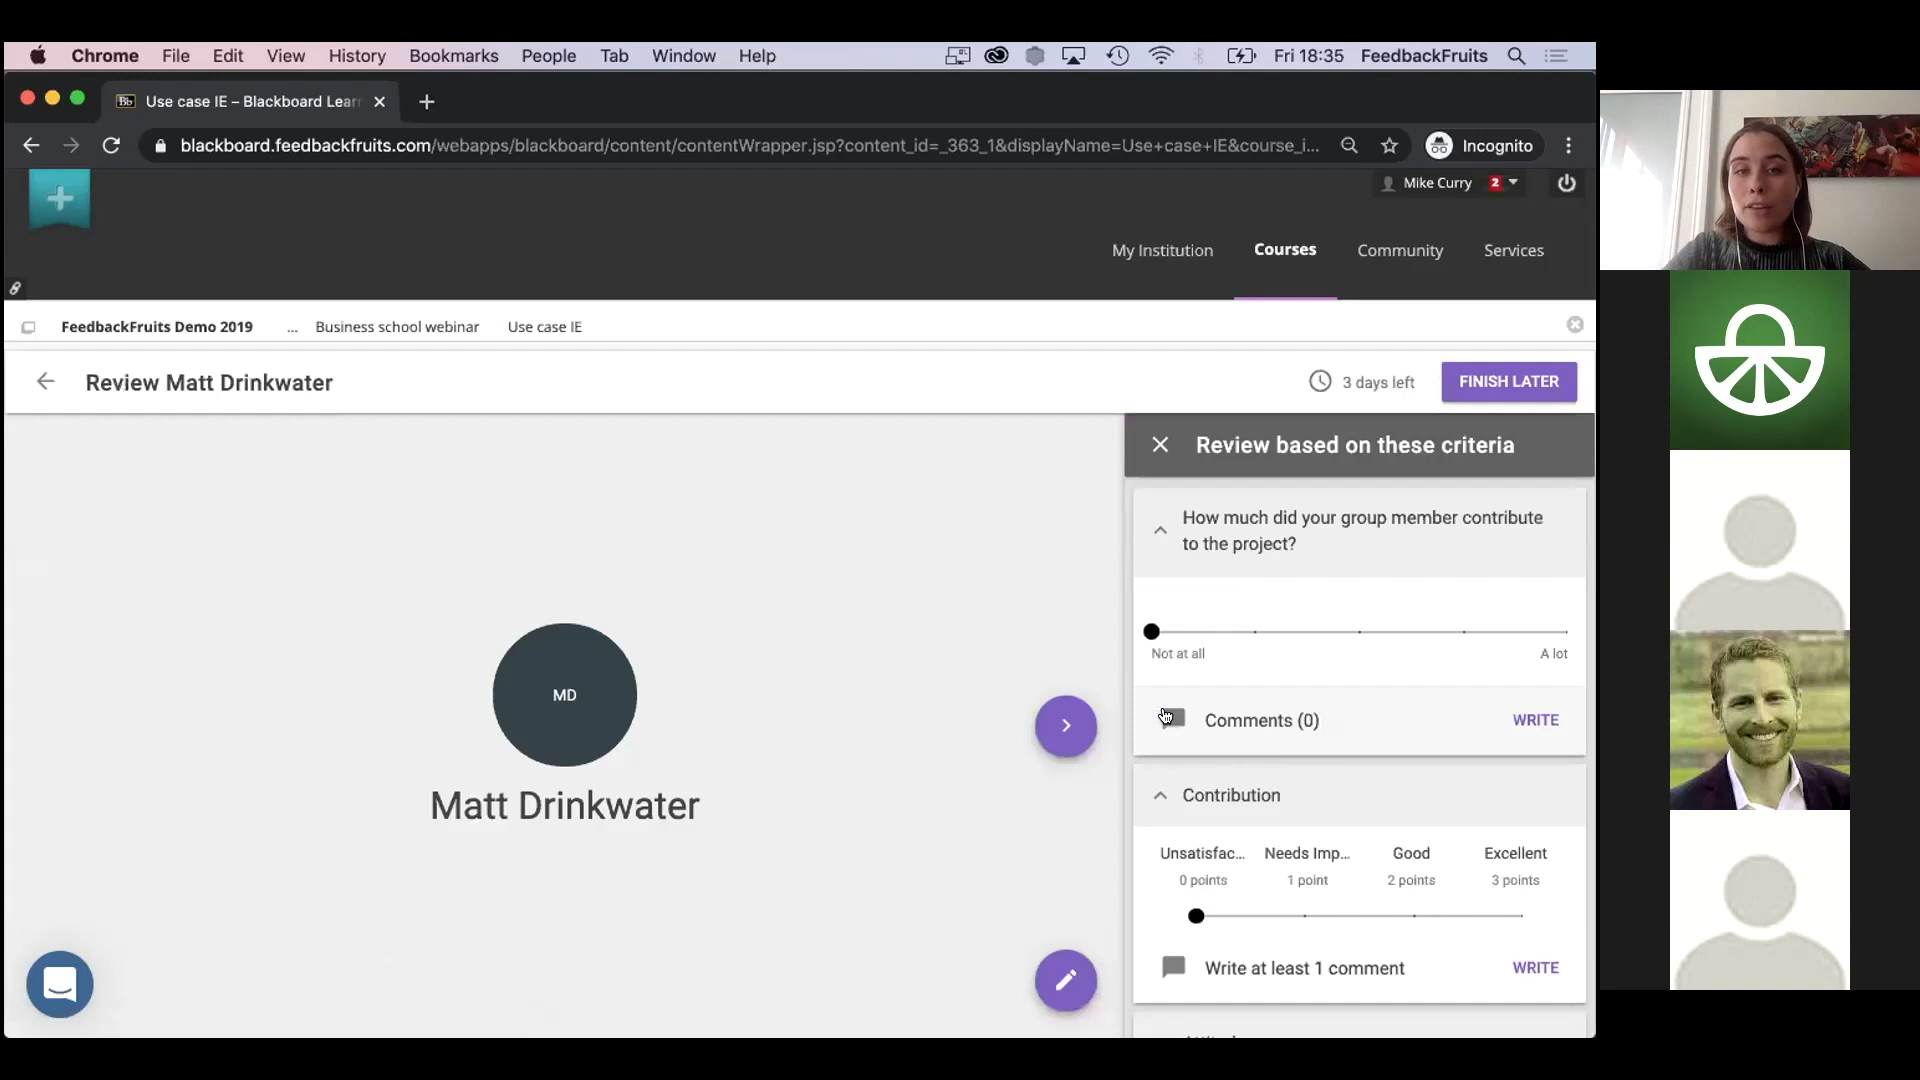 Chrome File Edit View History Bookmarks People Tab Window Help Fri 18:35 FeedbackFruits
Bb Use case IE – Blackboard Lear
blackboard.feedbackfruits.com/webapps/blackboard/content/contentWrapper.jsp?content_id=_363_1&displayName=Use+case+IE&course_i... Incognito
Mike Curry 2
My Institution Courses Community Services
FeedbackFruits Demo 2019 ... Business school webinar Use case IE
Review Matt Drinkwater 3 days left FINISH LATER
Review based on these criteria
How much did your group member contribute
to the project?
Not at all A lot
Comments (0) WRITE
MD
Matt Drinkwater
Contribution
Unsatisfac... Needs Imp... Good Excellent
0 points 1 point 2 points 3 points
Write at least 1 comment WRITE